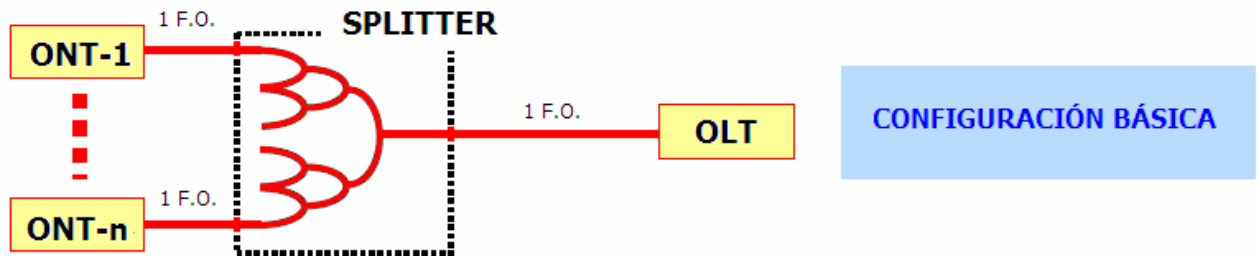 1 F.O.
SPLITTER
ONT-1
1 F.O.
OLT
CONFIGURACIÓN BÁSICA
1 F.O.
ONT-n